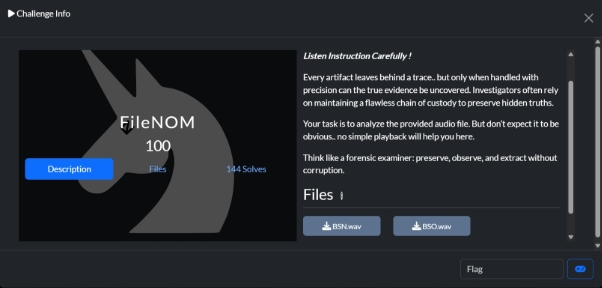 Challenge Info
FileNOM
100
Description
Files
144 Solves
Listen Instruction Carefully !
Every artifact leaves behind a trace.. but only when handled with
precision can the true evidence be uncovered. Investigators often rely
on maintaining a flawless chain of custody to preserve hidden truths.
Your task is to analyze the provided audio file. But don't expect it to be
obvious.. no simple playback will help you here.
Think like a forensic examiner: preserve, observe, and extract without
corruption.
Files
BSN.wav
BSO.wav
Flag